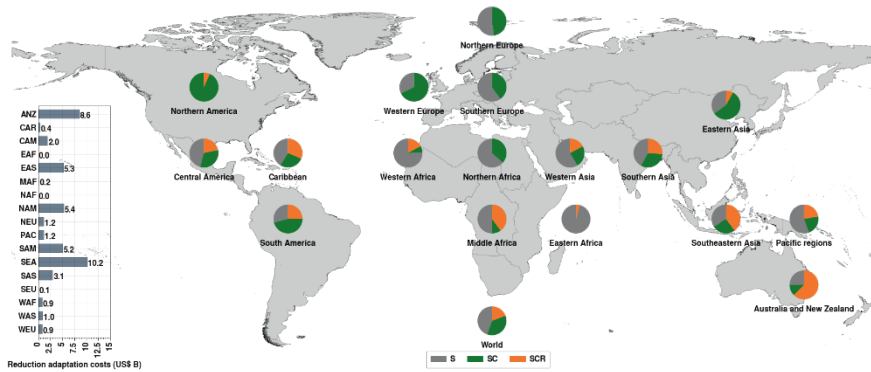 Northern Europe
Northern America
Western Europe
Southern Europe
Eastern Asia
Central America
Caribbean
Western Africa
Northern Africa
Western Asia
Southern Asia
South America
Middle Africa
Eastern Africa
Southeastern Asia
Pacific regions
Australia and New Zealand
World
S SC SCR
ANZ 8.6
CAR 0.4
CAM 2.0
EAF 0.0
EAS 5.3
MAF 0.2
NAF 0.0
NAM 5.4
NEU 1.2
PAC 1.2
SAM 5.2
SEA 10.2
SAS 3.1
SEU 0.1
WAF 0.9
WAS 1.0
WEU 0.9
0 2.5 5 7.5 10 12.5 15
Reduction adaptation costs (US$ B)